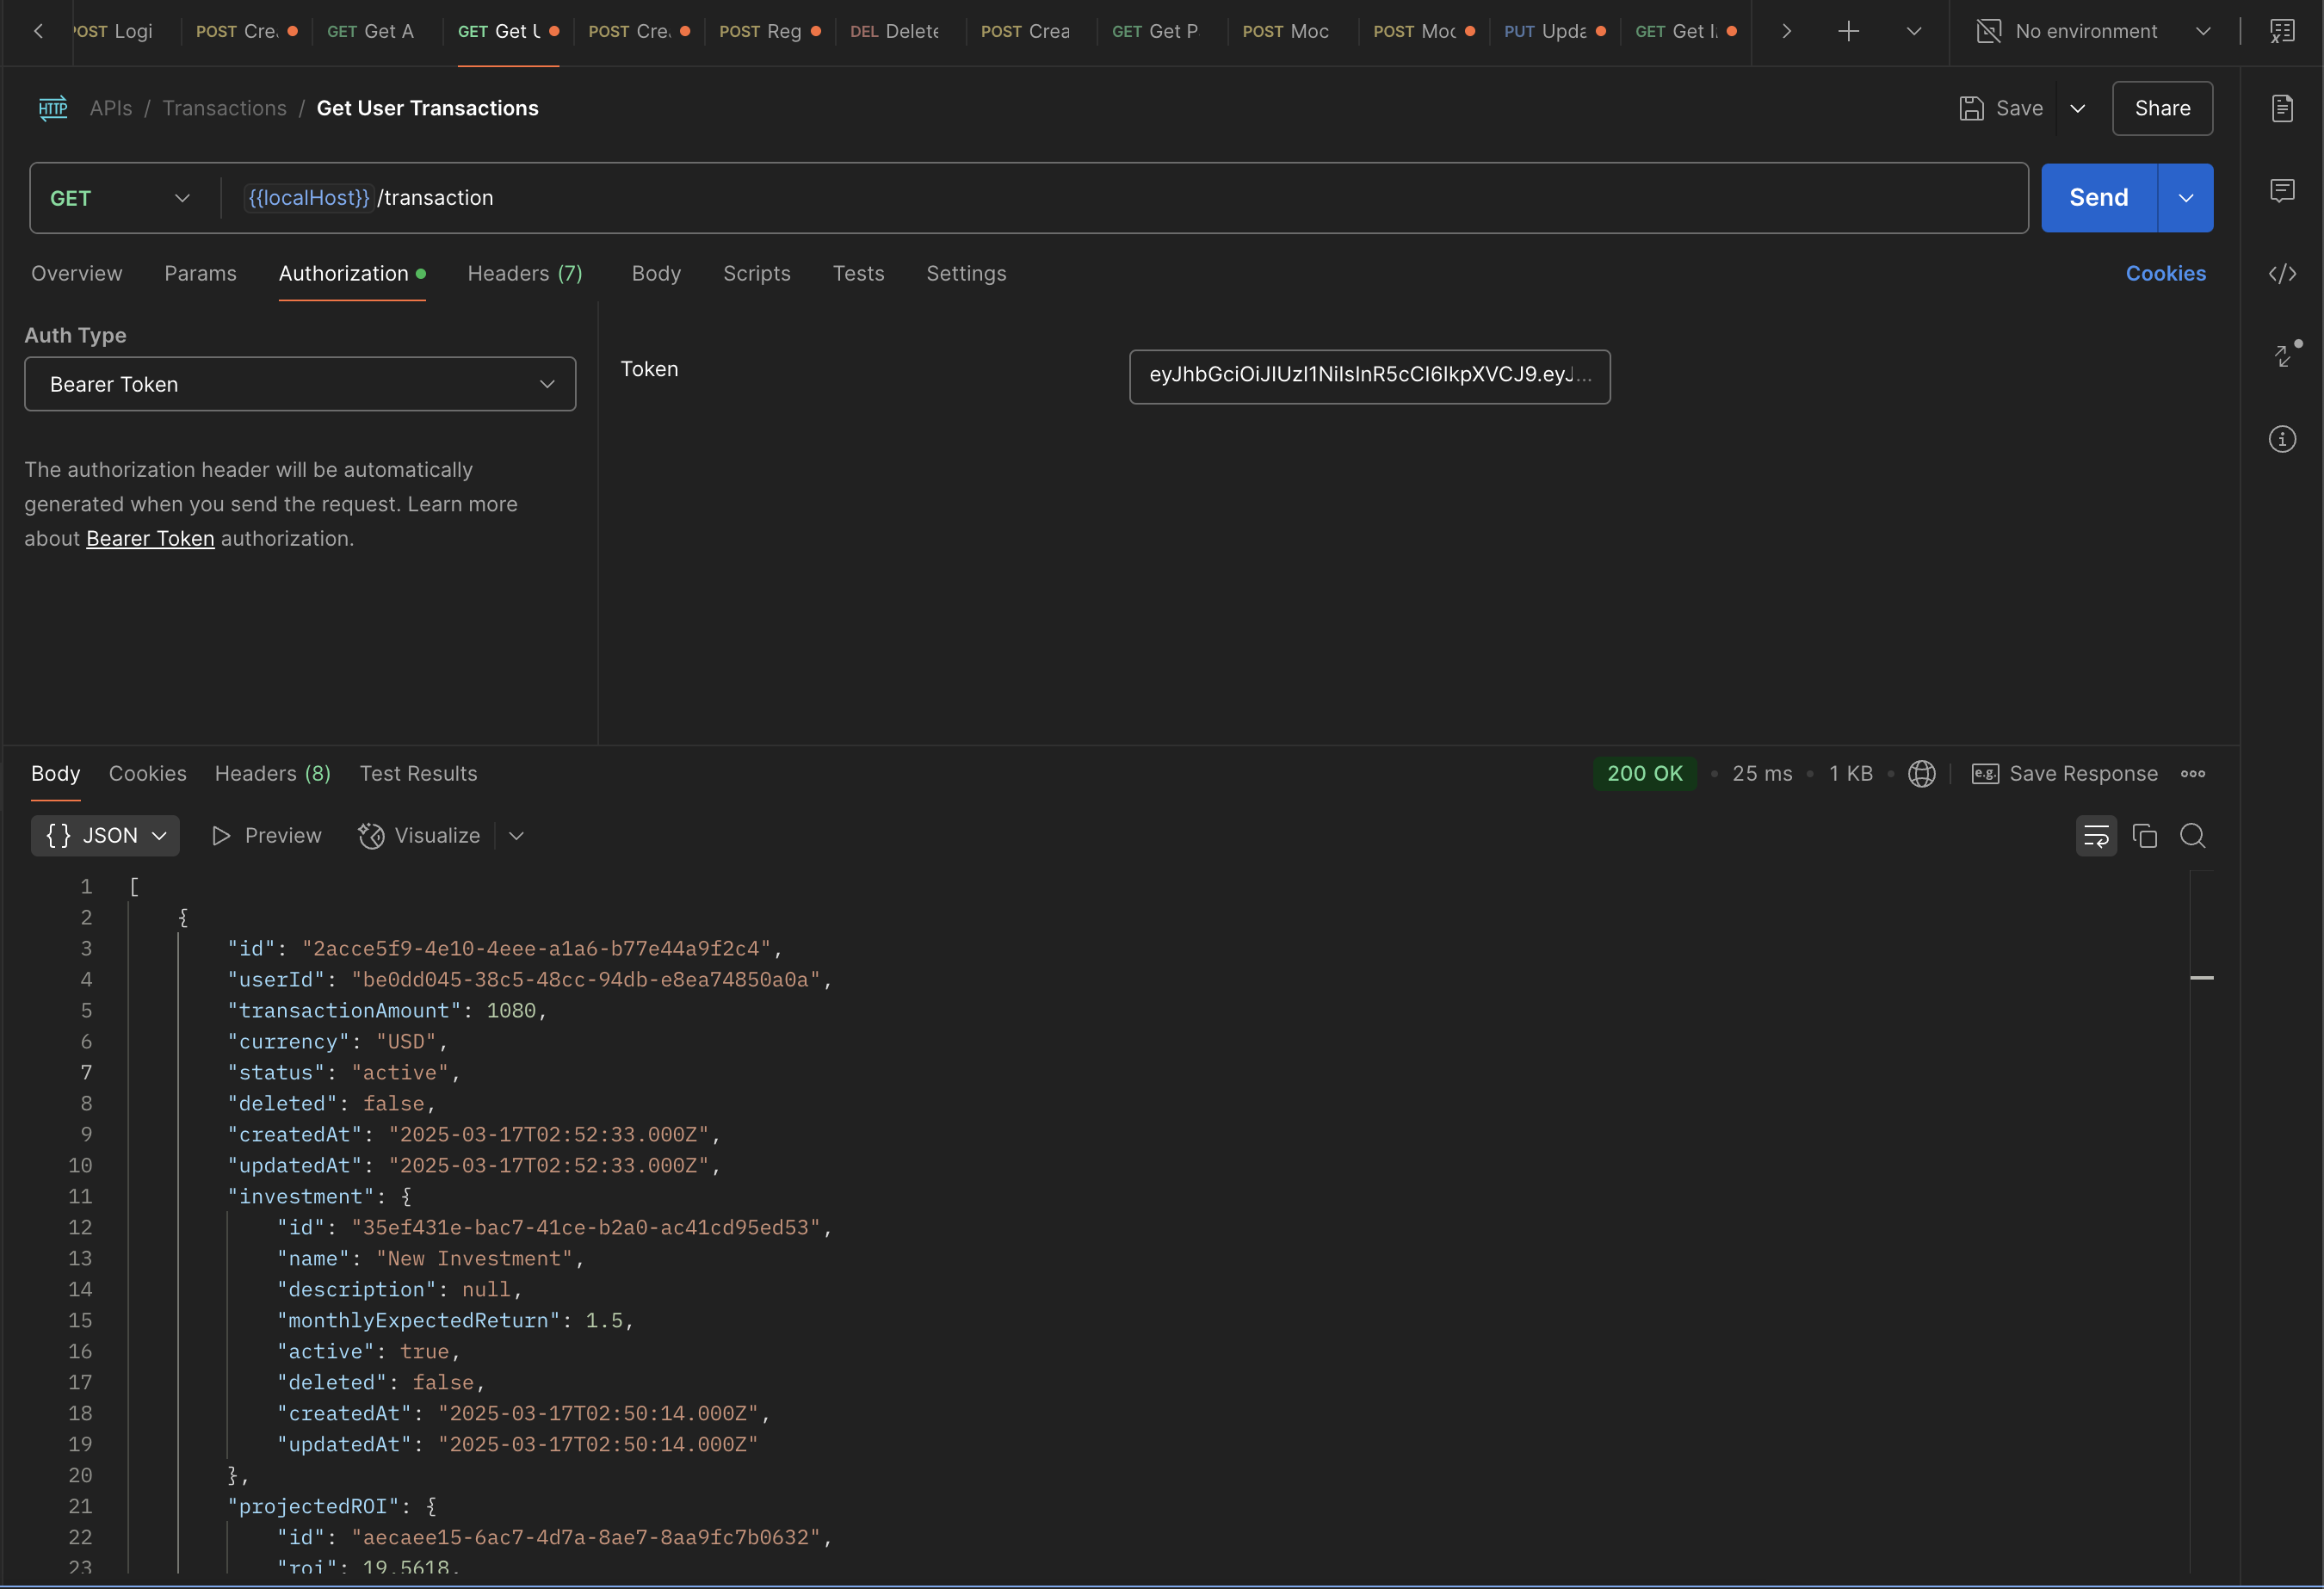 POST Logi POST Cre. GET Get A GET Get U POST Cre. POST Reg DEL Delete POST Crea GET Get P POST Moc POST Moc PUT Upda GET Get I. No environment
HTTP APIs / Transactions / Get User Transactions Save Share
GET {{localHost}}/transaction Send
Overview Params Authorization Headers (7) Body Scripts Tests Settings Cookies
Auth Type
Bearer Token
Token eyJhbGciOiJIUzI1NiIsInR5cCI6IkpXVCJ9.eyJ...
The authorization header will be automatically
generated when you send the request. Learn more
about Bearer Token authorization.
Body Cookies Headers (8) Test Results 200 OK • 25 ms • 1 KB • e.g. Save Response
{} JSON Preview Visualize
1 [
2 {
3 "id": "2acce5f9-4e10-4eee-a1a6-b77e44a9f2c4",
4 "userId": "be0dd045-38c5-48cc-94db-e8ea74850a0a",
5 "transactionAmount": 1080,
6 "currency": "USD",
7 "status": "active",
8 "deleted": false,
9 "createdAt": "2025-03-17T02:52:33.000Z",
10 "updatedAt": "2025-03-17T02:52:33.000Z",
11 "investment": {
12 "id": "35ef431e-bac7-41ce-b2a0-ac41cd95ed53",
13 "name": "New Investment",
14 "description": null,
15 "monthlyExpectedReturn": 1.5,
16 "active": true,
17 "deleted": false,
18 "createdAt": "2025-03-17T02:50:14.000Z",
19 "updatedAt": "2025-03-17T02:50:14.000Z"
20 },
21 "projectedROI": {
22 "id": "aecaee15-6ac7-4d7a-8ae7-8aa9fc7b0632",
23 "roi": 19.5618,